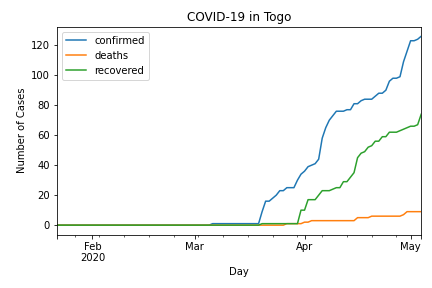 COVID-19 in Togo
confirmed
deaths
recovered
Number of Cases
120
100
80
60
40
20
0
Feb
2020
Mar
Apr
May
Day